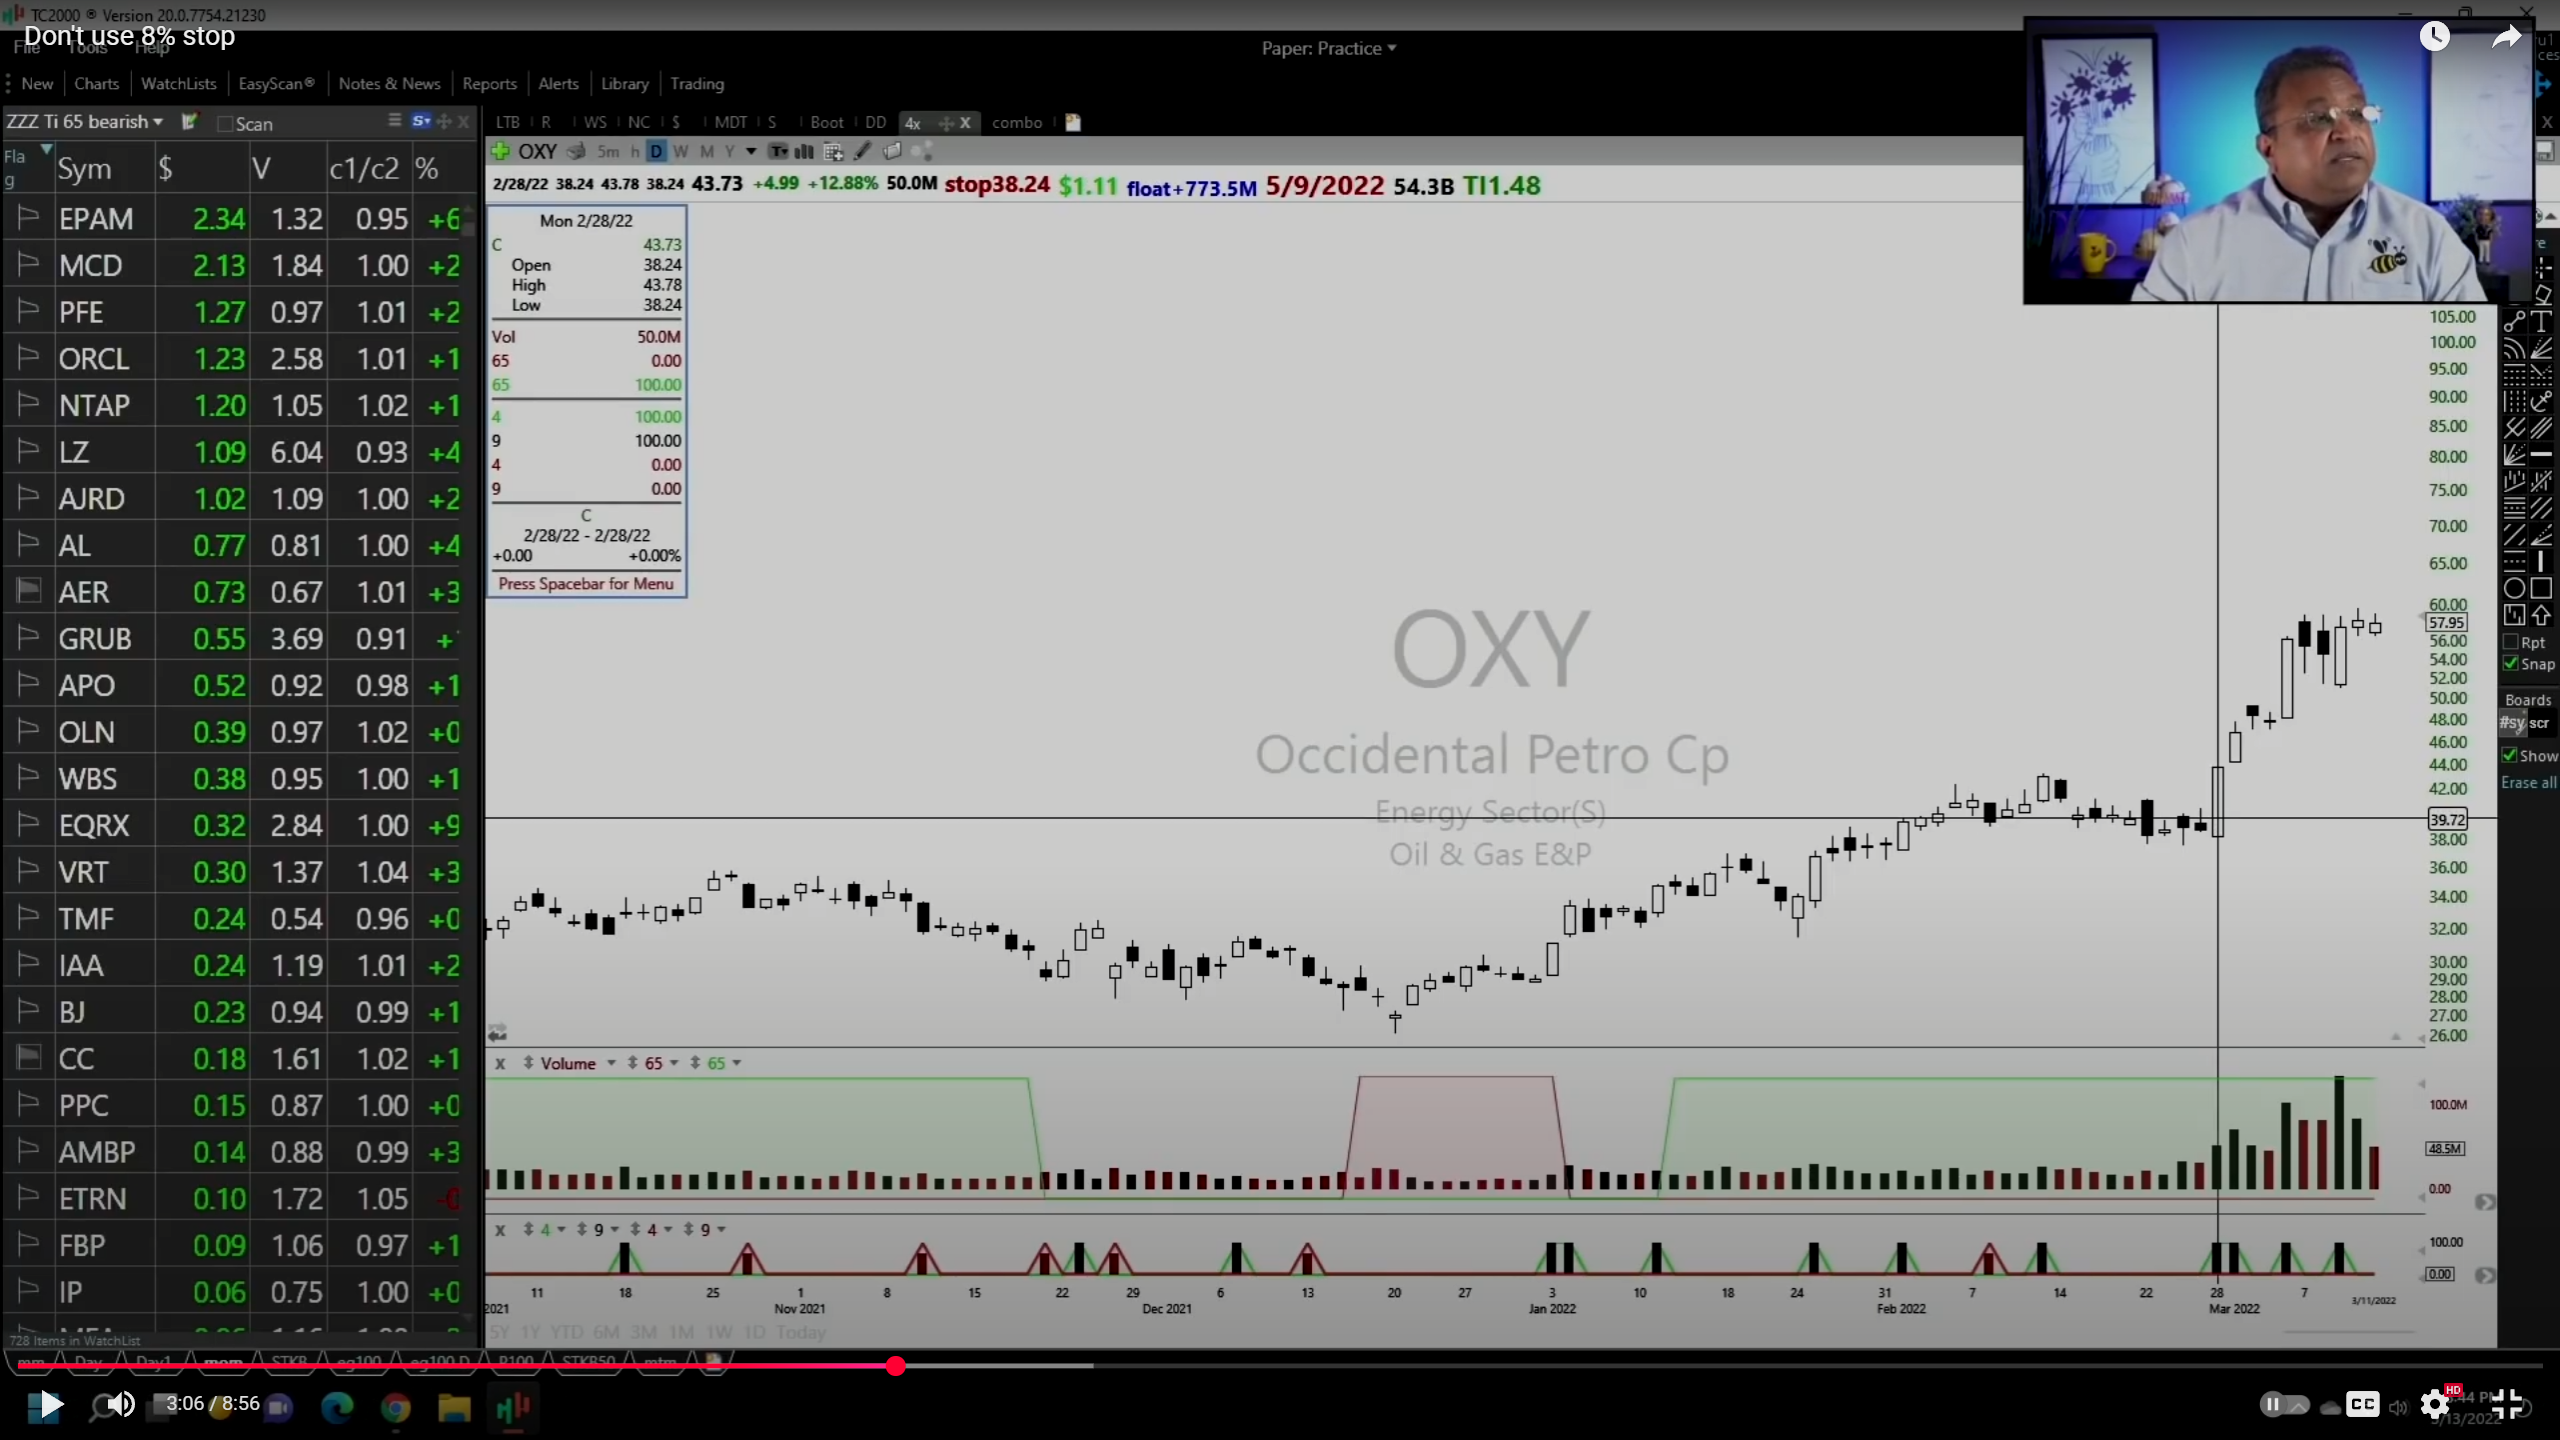 TC2000 ® Version 20.0.7754.21230
Don't use 8% stop
File Tools Help
Paper: Practice
New Charts WatchLists EasyScan® Notes & News Reports Alerts Library Trading
ZZZ Ti 65 bearish Scan
LTB R WS NC $ MDT S Boot DD 4x X combo
Flag Sym $ V c1/c2 %
OXY 5m h D W M Y
2/28/22 38.24 43.78 38.24 43.73 +4.99 +12.88% 50.0M stop38.24 $1.11 float+773.5M 5/9/2022 54.3B TI1.48
EPAM 2.34 1.32 0.95 +6
MCD 2.13 1.84 1.00 +2
PFE 1.27 0.97 1.01 +2
ORCL 1.23 2.58 1.01 +1
NTAP 1.20 1.05 1.02 +1
LZ 1.09 6.04 0.93 +4
AJRD 1.02 1.09 1.00 +2
AL 0.77 0.81 1.00 +4
AER 0.73 0.67 1.01 +3
GRUB 0.55 3.69 0.91 +
APO 0.52 0.92 0.98 +1
OLN 0.39 0.97 1.02 +0
WBS 0.38 0.95 1.00 +1
EQRX 0.32 2.84 1.00 +9
VRT 0.30 1.37 1.04 +3
TMF 0.24 0.54 0.96 +0
IAA 0.24 1.19 1.01 +2
BJ 0.23 0.94 0.99 +1
CC 0.18 1.61 1.02 +1
PPC 0.15 0.87 1.00 +0
AMBP 0.14 0.88 0.99 +3
ETRN 0.10 1.72 1.05 -0
FBP 0.09 1.06 0.97 +1
IP 0.06 0.75 1.00 +0
728 Items in WatchList
Mon 2/28/22
C 43.73
Open 38.24
High 43.78
Low 38.24
Vol 50.0M
65 0.00
65 100.00
4 100.00
9 100.00
4 0.00
9 0.00
C
2/28/22 - 2/28/22
+0.00 +0.00%
Press Spacebar for Menu
OXY
Occidental Petro Cp
Energy Sector(S)
Oil & Gas E&P
105.00
100.00
95.00
90.00
85.00
80.00
75.00
70.00
65.00
60.00
57.95
56.00
54.00
52.00
50.00
48.00
46.00
44.00
42.00
39.72
38.00
36.00
34.00
32.00
30.00
29.00
28.00
27.00
26.00
Rpt
Snap
Boards
#sy scr
Show
Erase all
X Volume 65 65
100.0M
48.5M
0.00
X 4 9 4 9
100.00
0.00
11 18 25 1 8 15 22 29 6 13 20 27 3 10 18 24 31 7 14 22 28 7 3/11/2022
2021 Nov 2021 Dec 2021 Jan 2022 Feb 2022 Mar 2022
5Y 1Y YTD 6M 3M 1M 1W 1D Today
mm Day Day1 mom STKB eg100 eg100 D P100 STKB50 mtm
3:06 / 8:56
CC
HD